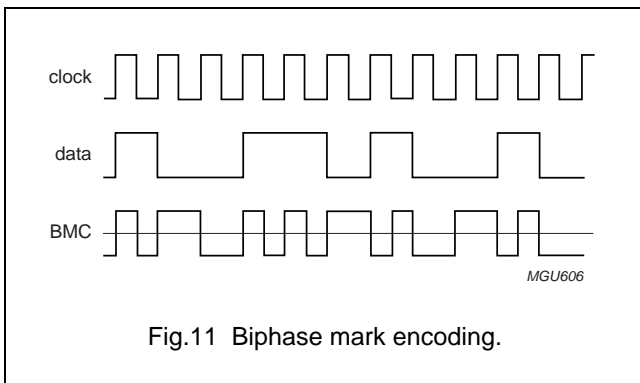 clock
data
BMC
MGU606
Fig.11 Biphase mark encoding.